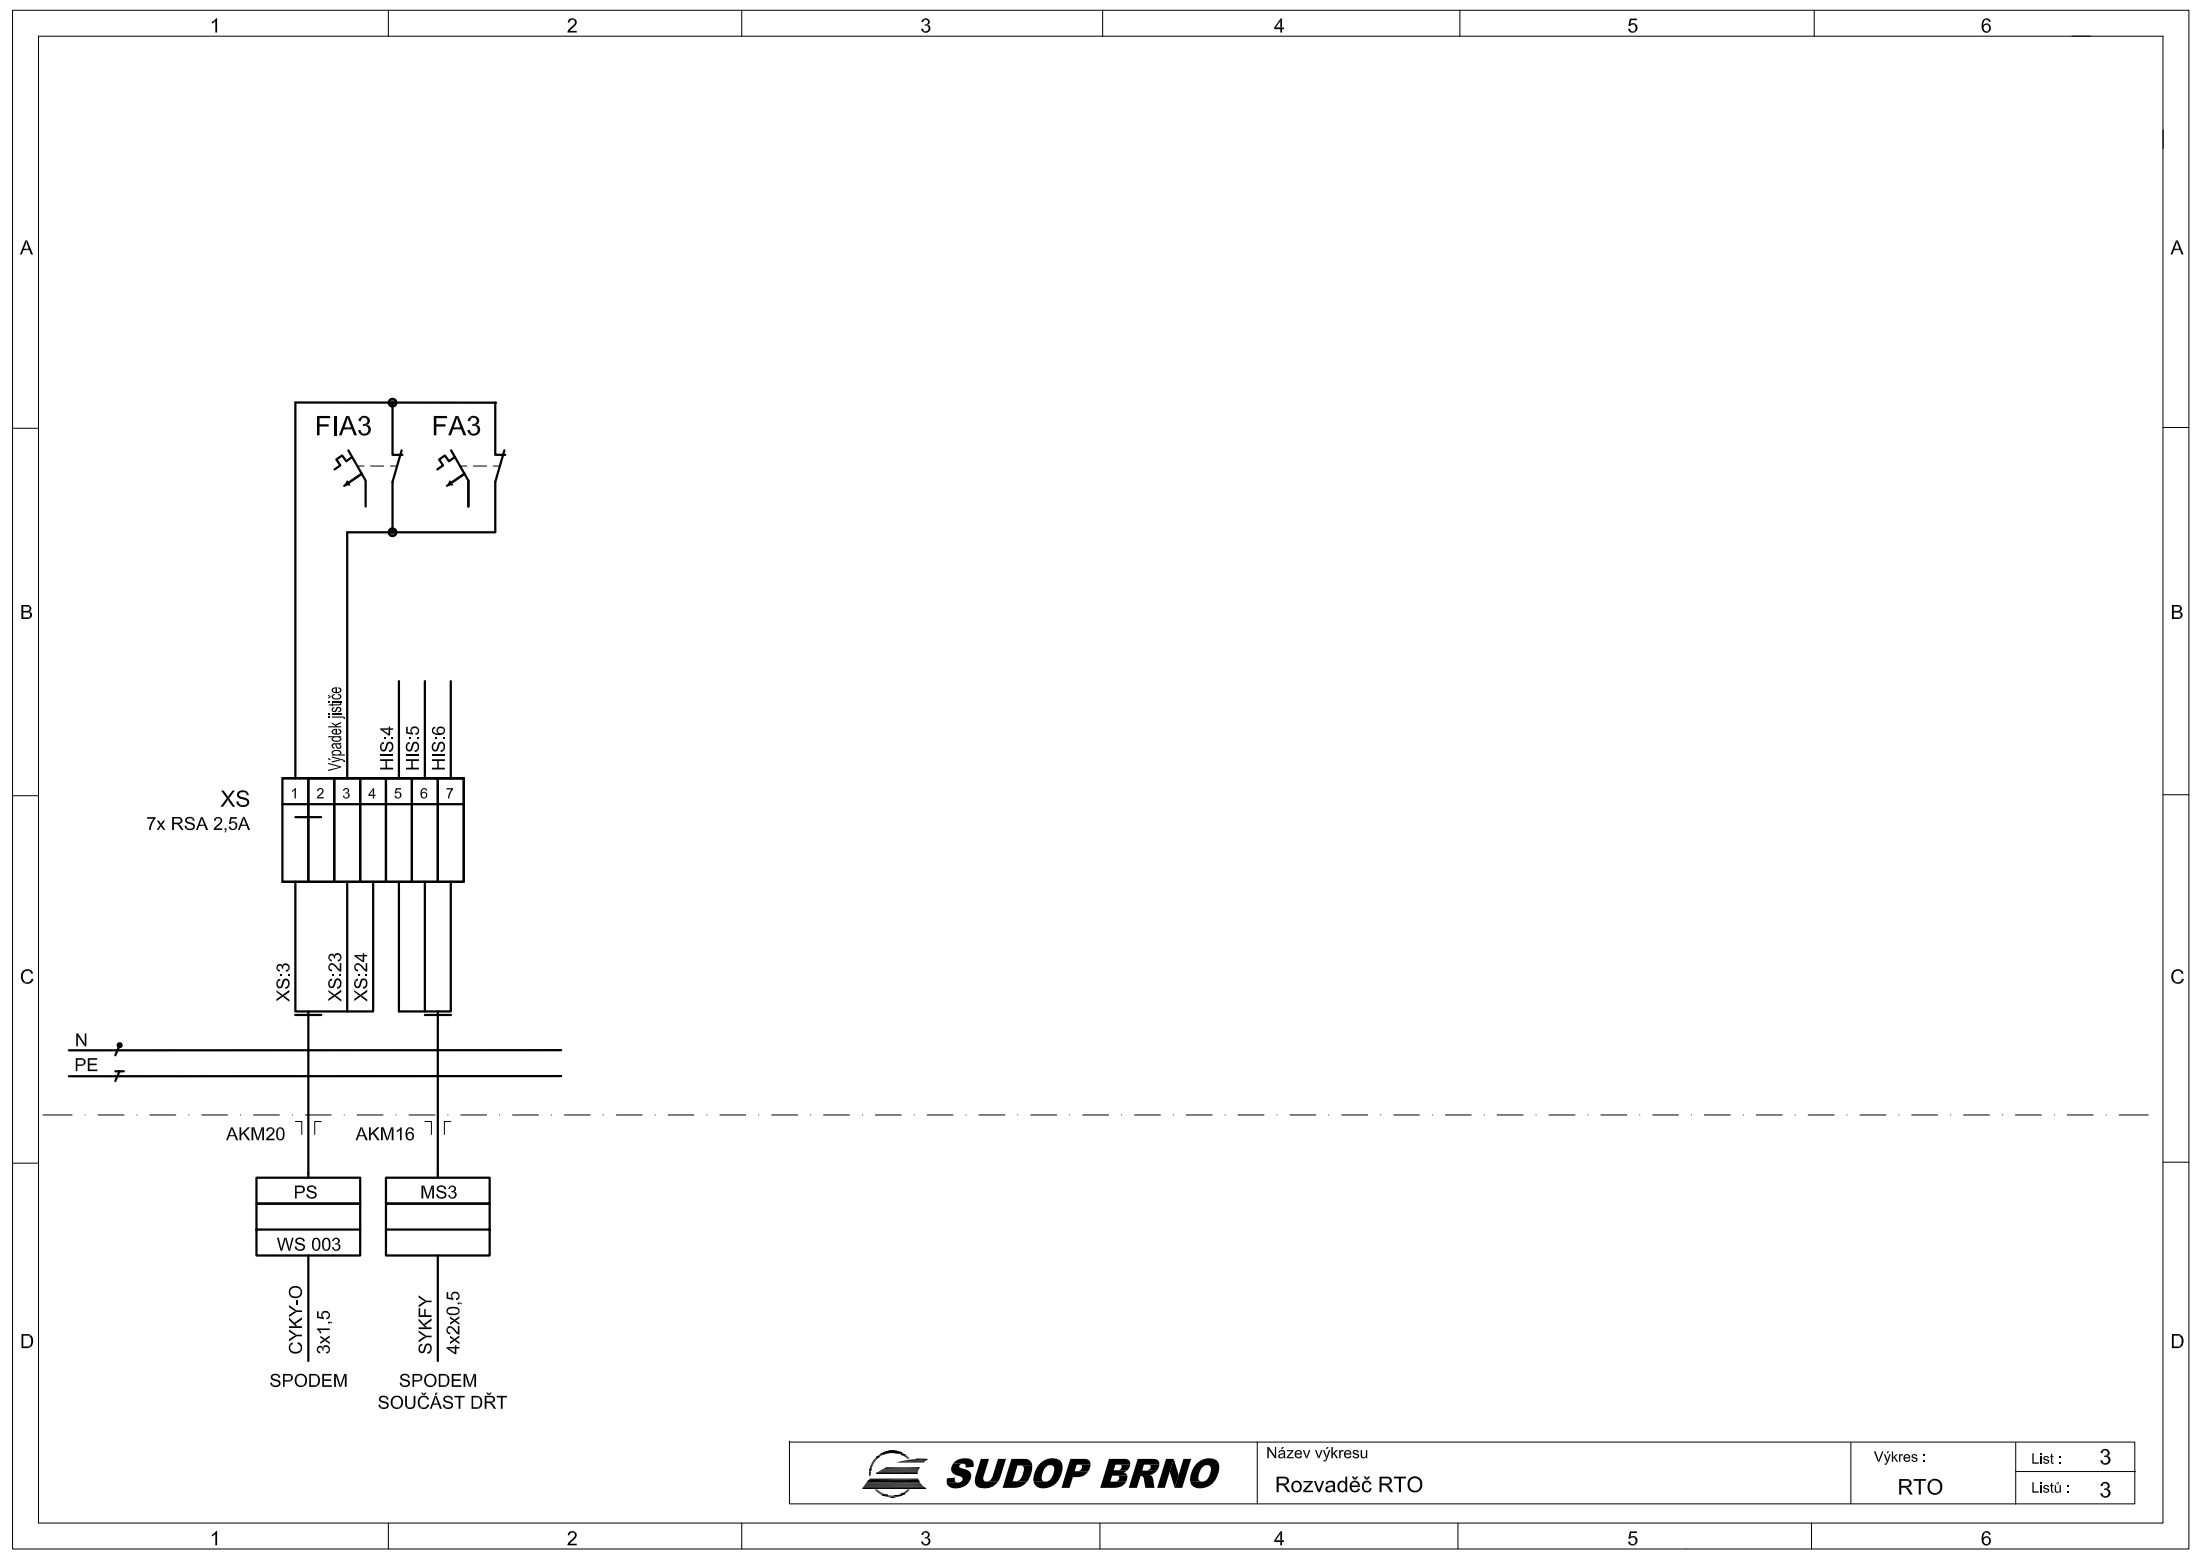 1 2 3 4 5 6
A A
FIA3 FA3
B B
Výpadek jističe
HIS:4
HIS:5
HIS:6
XS
7x RSA 2,5A
1 2 3 4 5 6 7
XS:3
XS:23
XS:24
C C
N
PE
AKM20 AKM16
PS MS3
WS 003
CYKY-O
3x1,5
SYKFY
4x2x0,5
D D
SPODEM SPODEM
SOUČÁST DŘT
SUDOP BRNO
Název výkresu
Rozvaděč RTO
Výkres :
RTO
List : 3
Listů : 3
1 2 3 4 5 6